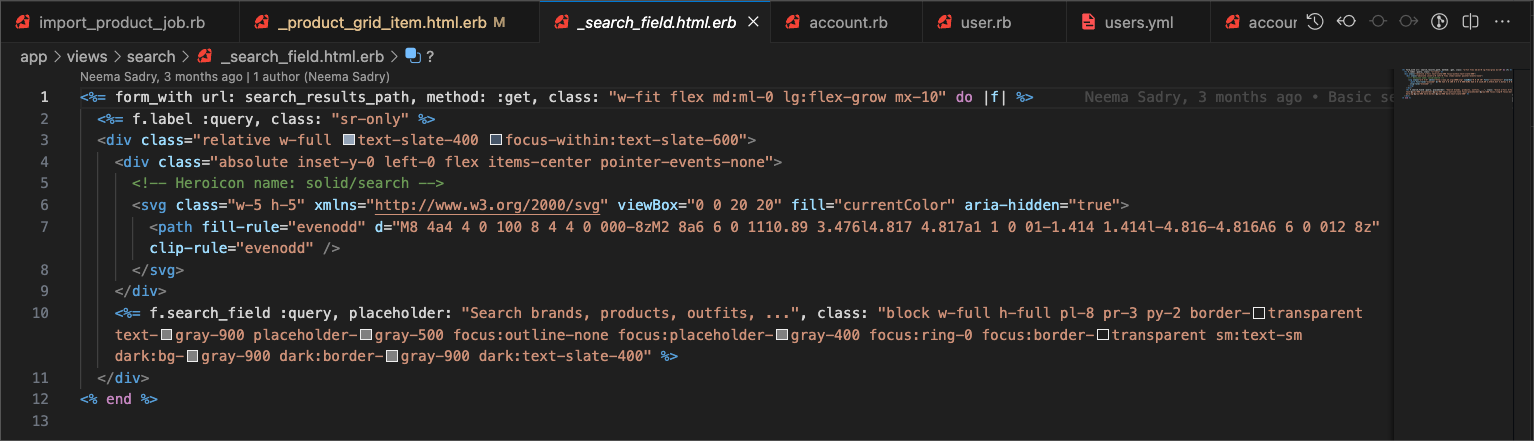 import_product_job.rb _product_grid_item.html.erb M _search_field.html.erb account.rb user.rb users.yml accour
app > views > search > _search_field.html.erb > ?
Neema Sadry, 3 months ago | 1 author (Neema Sadry)
1 <%= form_with url: search_results_path, method: :get, class: "w-fit flex md:ml-0 lg:flex-grow mx-10" do |f| %> Neema Sadry, 3 months ago • Basic se
2 <%= f.label :query, class: "sr-only" %>
3 <div class="relative w-full text-slate-400 focus-within:text-slate-600">
4 <div class="absolute inset-y-0 left-0 flex items-center pointer-events-none">
5 <!-- Heroicon name: solid/search -->
6 <svg class="w-5 h-5" xmlns="http://www.w3.org/2000/svg" viewBox="0 0 20 20" fill="currentColor" aria-hidden="true">
7 <path fill-rule="evenodd" d="M8 4a4 4 0 100 8 4 4 0 000-8zM2 8a6 6 0 1110.89 3.476l4.817 4.817a1 1 0 01-1.414 1.414l-4.816-4.816A6 6 0 012 8z"
clip-rule="evenodd" />
8 </svg>
9 </div>
10 <%= f.search_field :query, placeholder: "Search brands, products, outfits, ...", class: "block w-full h-full pl-8 pr-3 py-2 border-transparent
text-gray-900 placeholder-gray-500 focus:outline-none focus:placeholder-gray-400 focus:ring-0 focus:border-transparent sm:text-sm
dark:bg-gray-900 dark:border-gray-900 dark:text-slate-400" %>
11 </div>
12 <% end %>
13